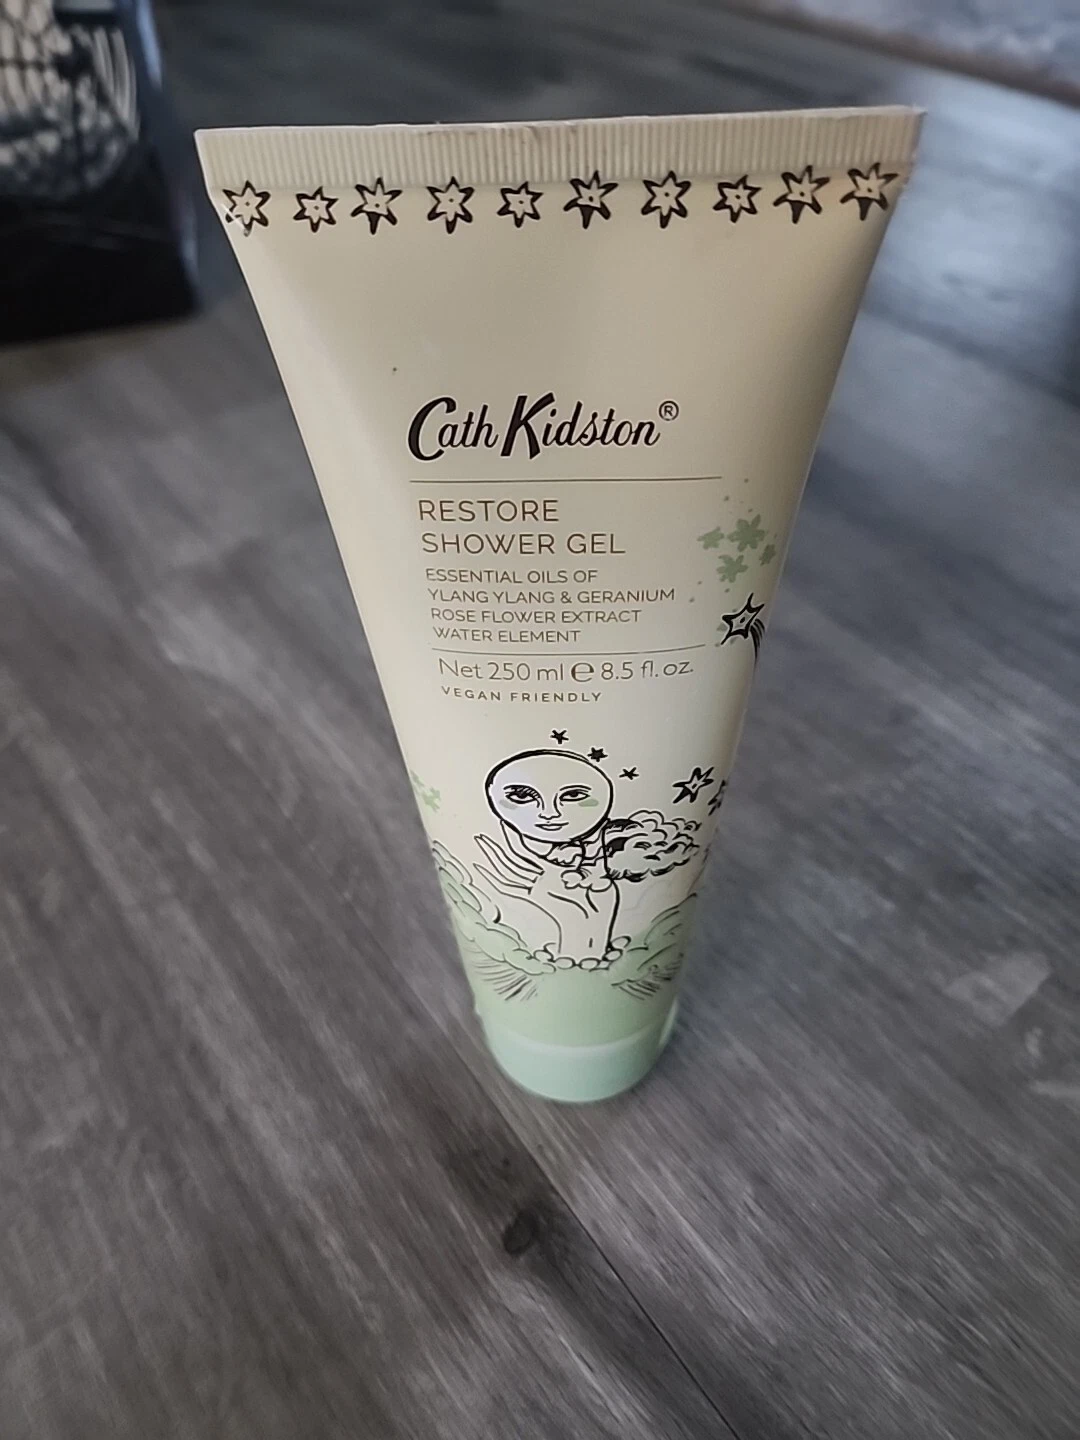 Cath Kidston®
RESTORE
SHOWER GEL
ESSENTIAL OILS OF
YLANG YLANG & GERANIUM
ROSE FLOWER EXTRACT
WATER ELEMENT
Net 250 ml ℮ 8.5 fl. oz.
VEGAN FRIENDLY